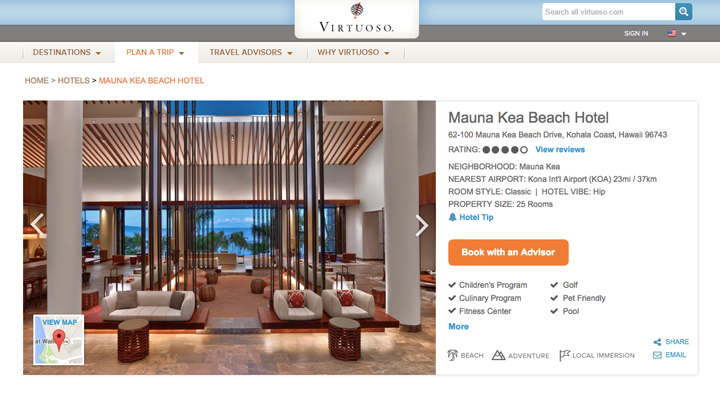 Search all virtuoso.com
VIRTUOSO.
SIGN IN
DESTINATIONS PLAN A TRIP TRAVEL ADVISORS WHY VIRTUOSO
HOME > HOTELS > MAUNA KEA BEACH HOTEL
Mauna Kea Beach Hotel
62-100 Mauna Kea Beach Drive, Kohala Coast, Hawaii 96743
RATING: View reviews
NEIGHBORHOOD: Mauna Kea
NEAREST AIRPORT: Kona Int'l Airport (KOA) 23mi / 37km
ROOM STYLE: Classic | HOTEL VIBE: Hip
PROPERTY SIZE: 25 Rooms
Hotel Tip
Book with an Advisor
Children's Program Golf
Culinary Program Pet Friendly
Fitness Center Pool
More
VIEW MAP
at Wai
SHARE
BEACH ADVENTURE LOCAL IMMERSION EMAIL